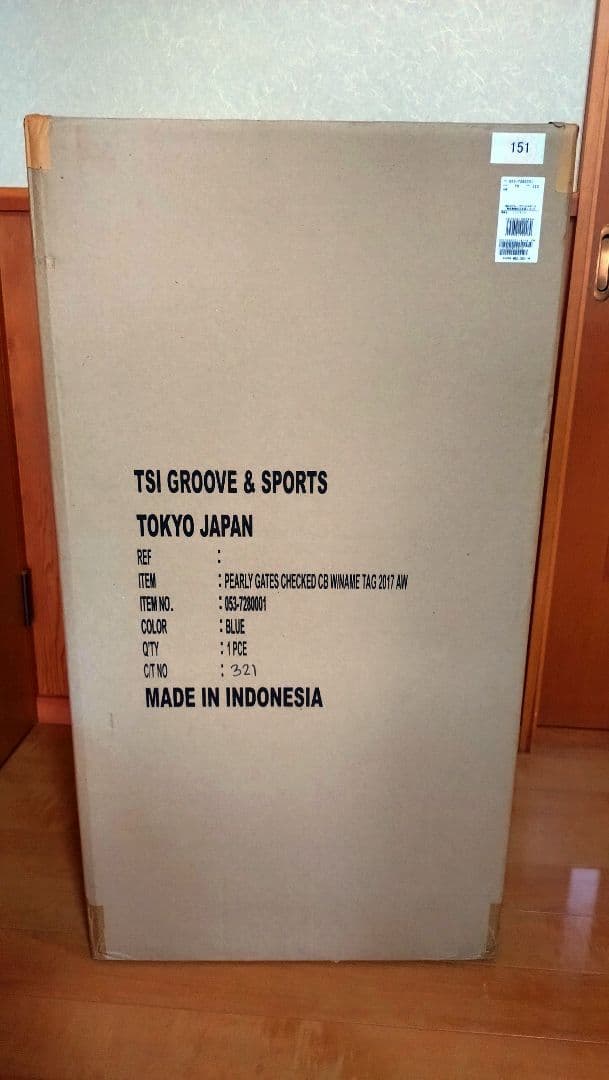 151
TSI GROOVE & SPORTS
TOKYO JAPAN
REF :
ITEM : PEARLY GATES CHECKED CB W/NAME TAG 2017 AW
ITEM NO. : 053-7280001
COLOR : BLUE
Q'TY : 1 PCE
C/T NO : 321
MADE IN INDONESIA